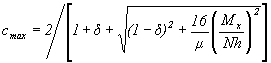 c_max = 2/[1+δ+√((1−δ)²+16/μ(M_x/Nh)²)]